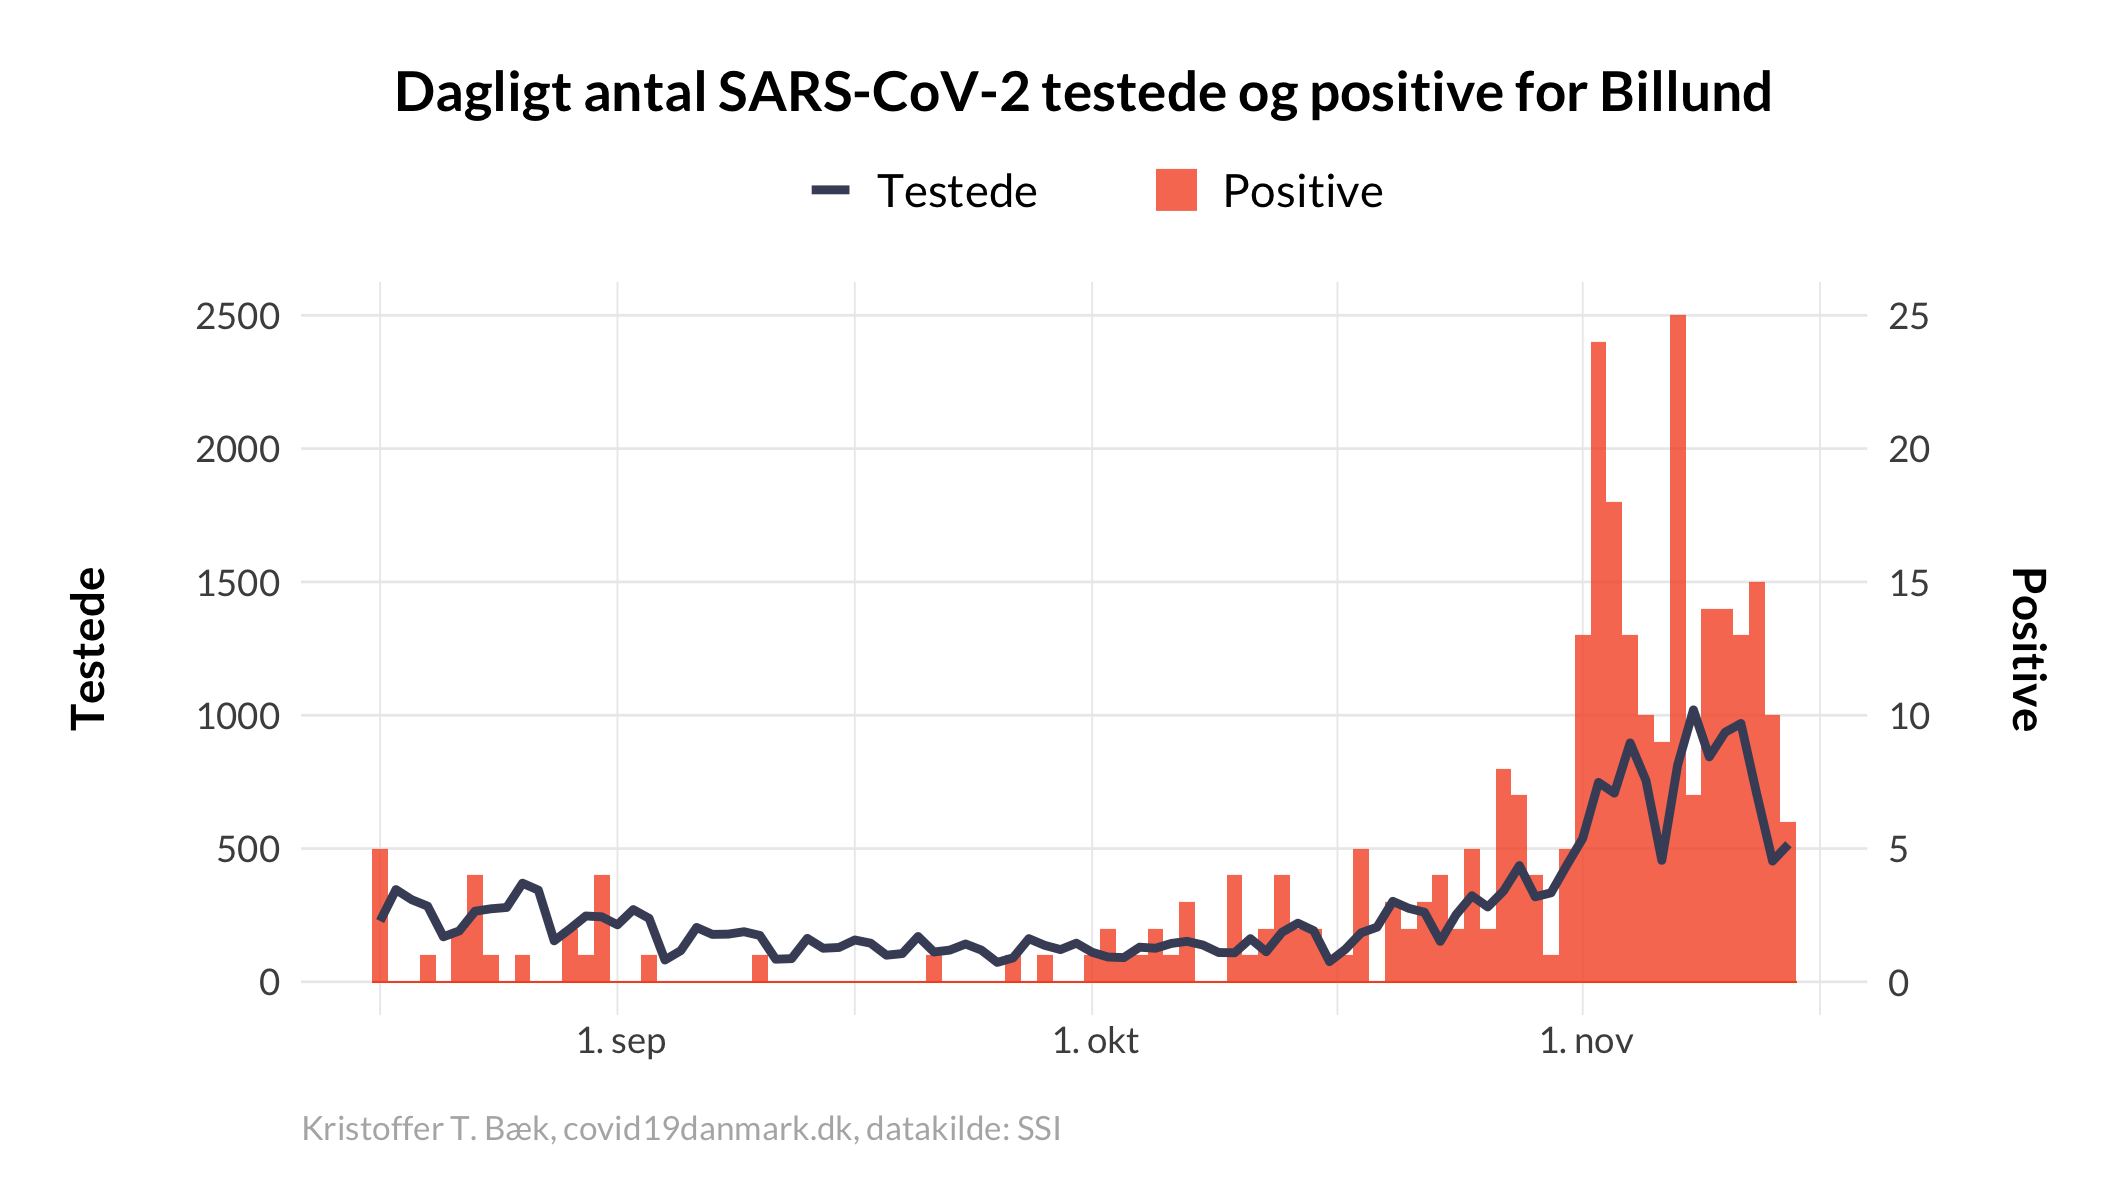 Dagligt antal SARS-CoV-2 testede og positive for Billund
Testede
Positive
2500
2000
1500
1000
500
0
Testede
25
20
15
10
5
0
Positive
1. sep
1. okt
1. nov
Kristoffer T. Bæk, covid19danmark.dk, datakilde: SSI